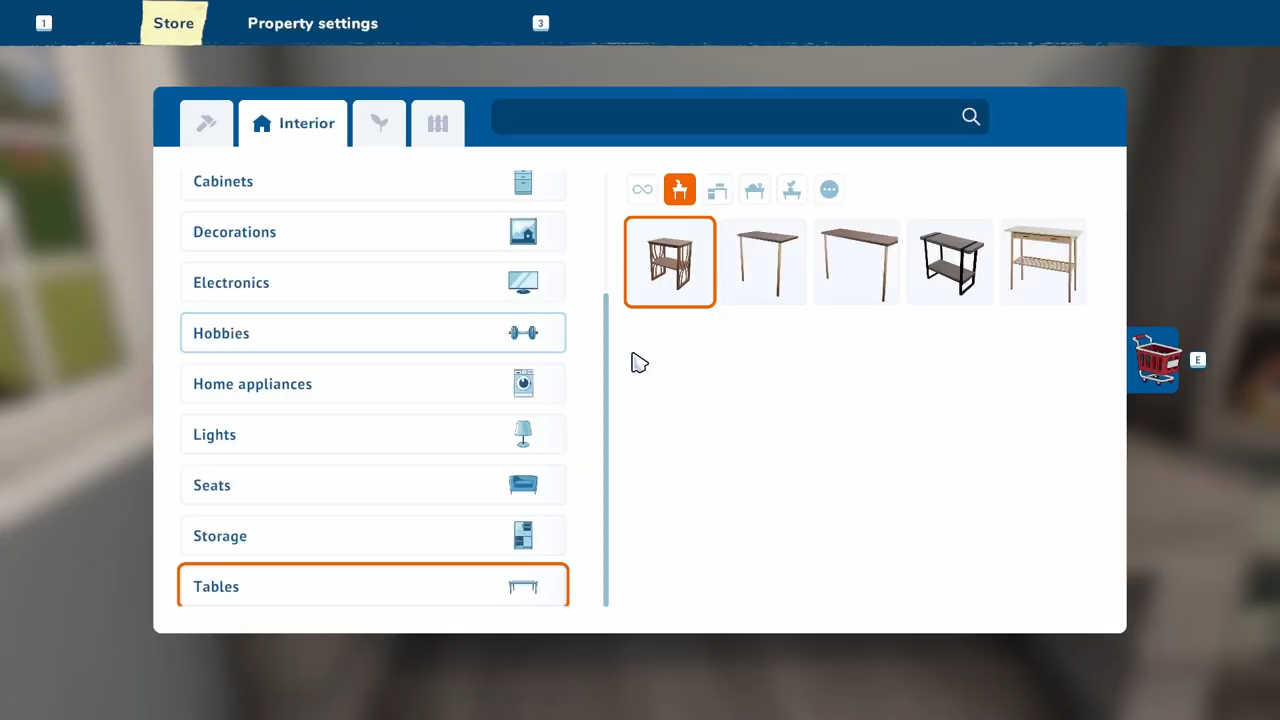 1
Store
Property settings
3
Interior
Cabinets
Decorations
Electronics
Hobbies
Home appliances
Lights
Seats
Storage
Tables
E